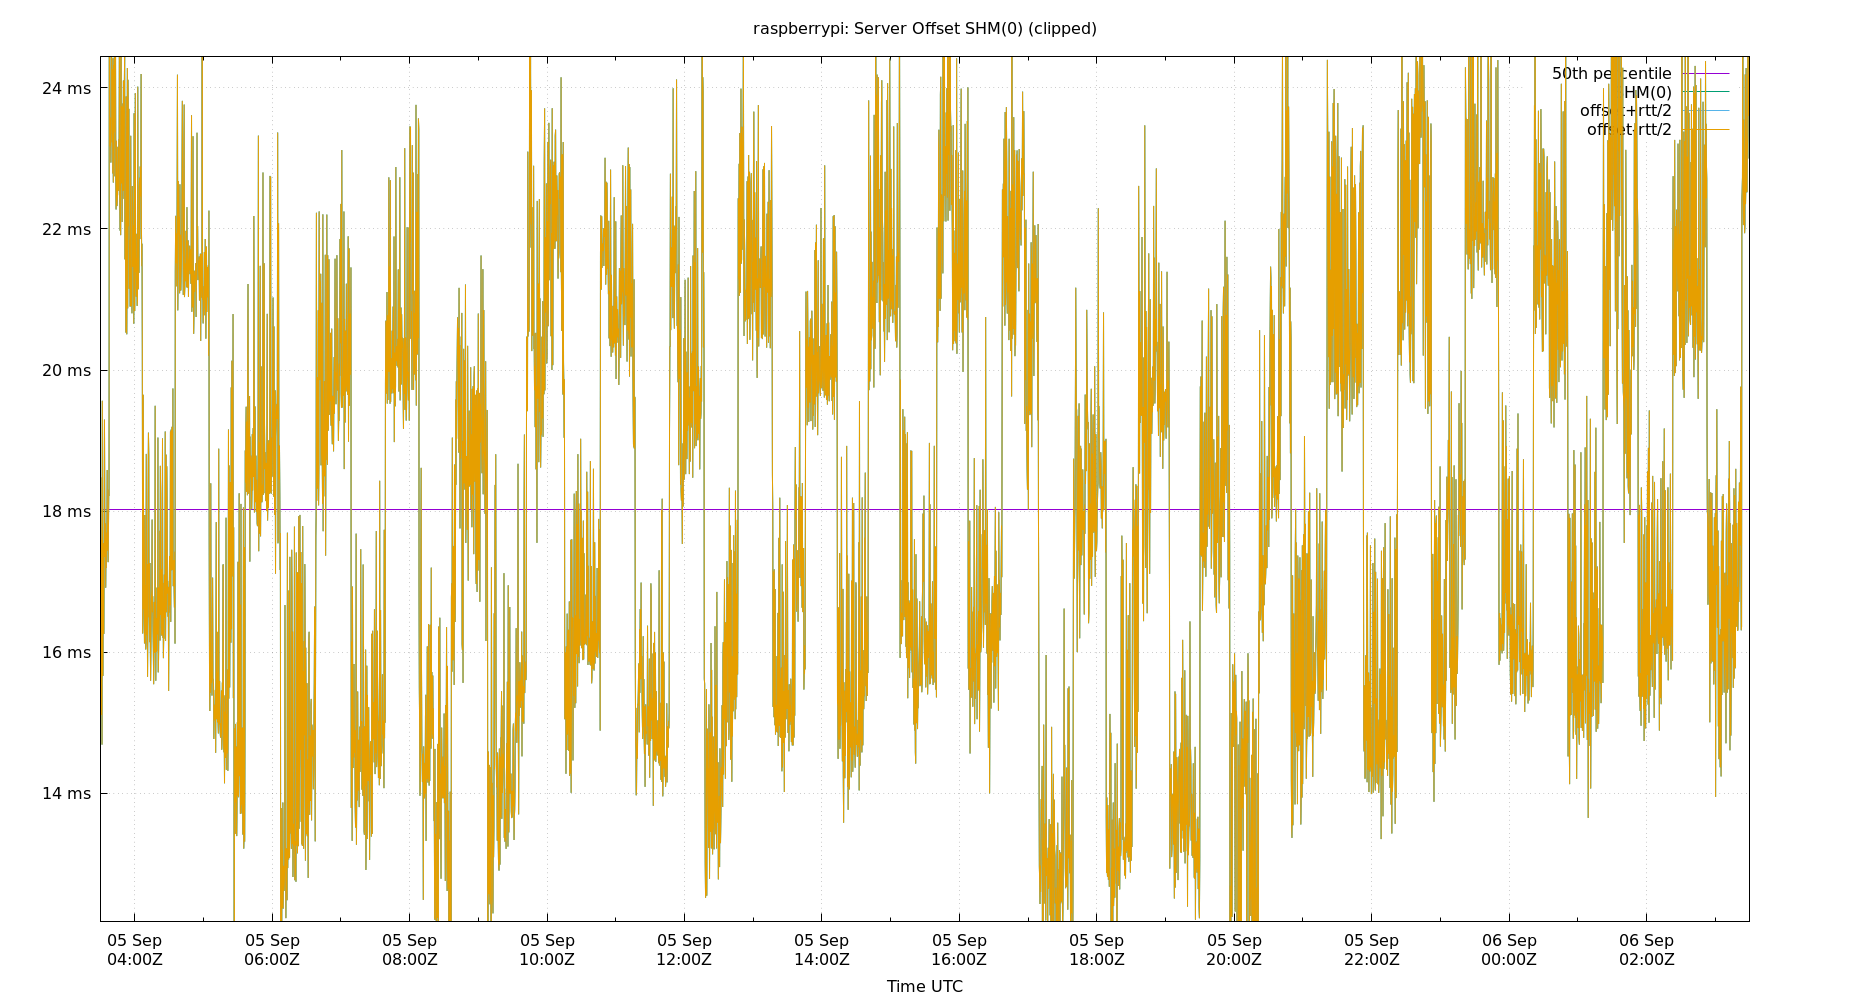 raspberrypi: Server Offset SHM(0) (clipped)
24 ms
22 ms
20 ms
18 ms
16 ms
14 ms
50th percentile
SHM(0)
offset+rtt/2
offset-rtt/2
05 Sep 04:00Z
05 Sep 06:00Z
05 Sep 08:00Z
05 Sep 10:00Z
05 Sep 12:00Z
05 Sep 14:00Z
05 Sep 16:00Z
05 Sep 18:00Z
05 Sep 20:00Z
05 Sep 22:00Z
06 Sep 00:00Z
06 Sep 02:00Z
Time UTC